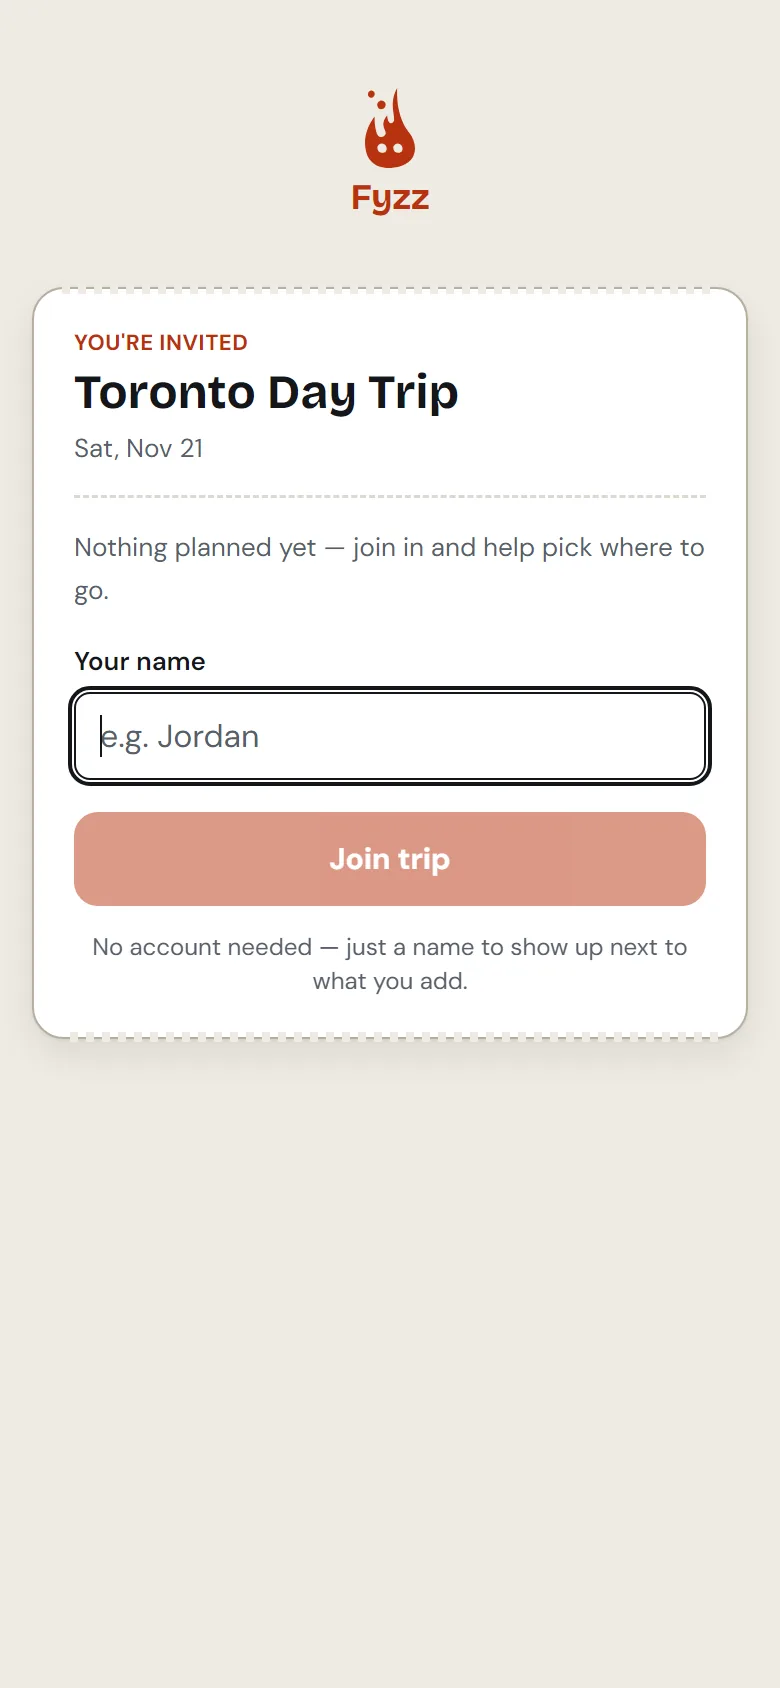 Fyzz
YOU'RE INVITED
Toronto Day Trip
Sat, Nov 21
Nothing planned yet — join in and help pick where to
go.
Your name
e.g. Jordan
Join trip
No account needed — just a name to show up next to
what you add.